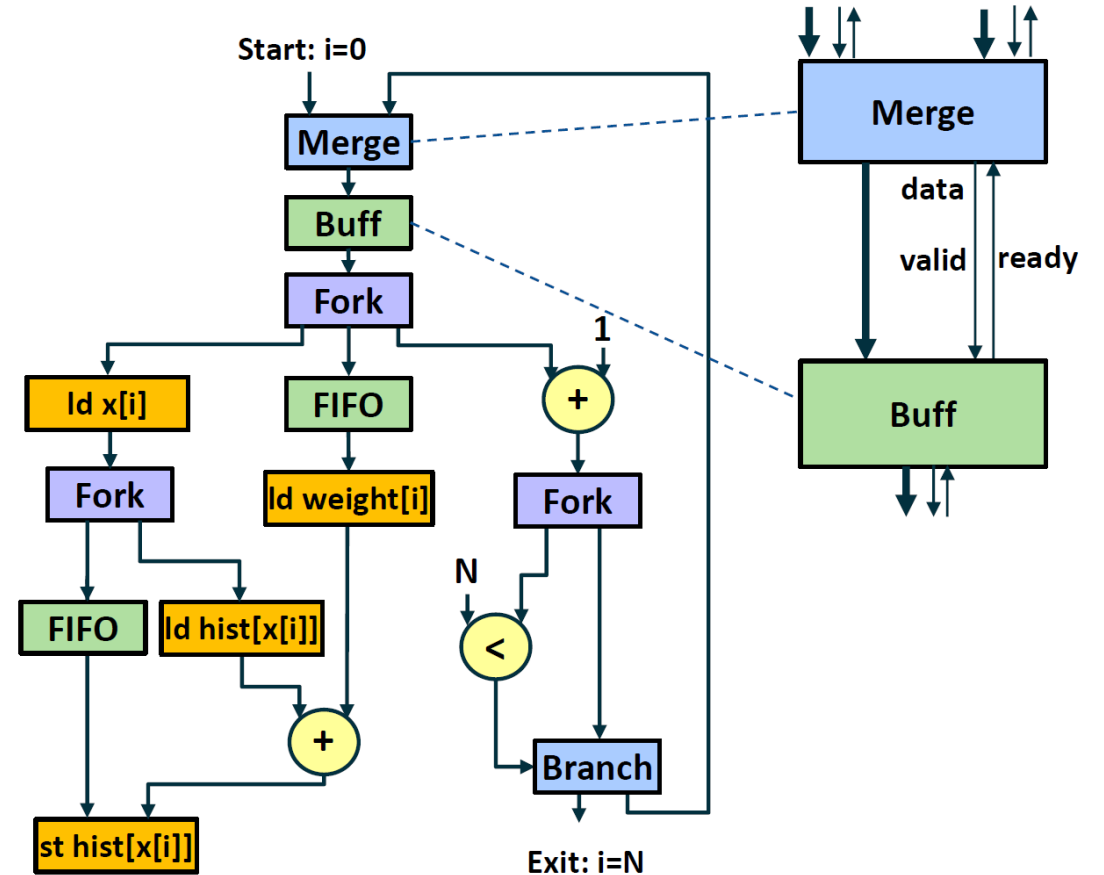 Start: i=0
Merge
Buff
Fork
1
ld x[i]
FIFO
+
Fork
ld weight[i]
Fork
N
FIFO
ld hist[x[i]]
<
+
Branch
st hist[x[i]]
Exit: i=N
Merge
data
valid
ready
Buff